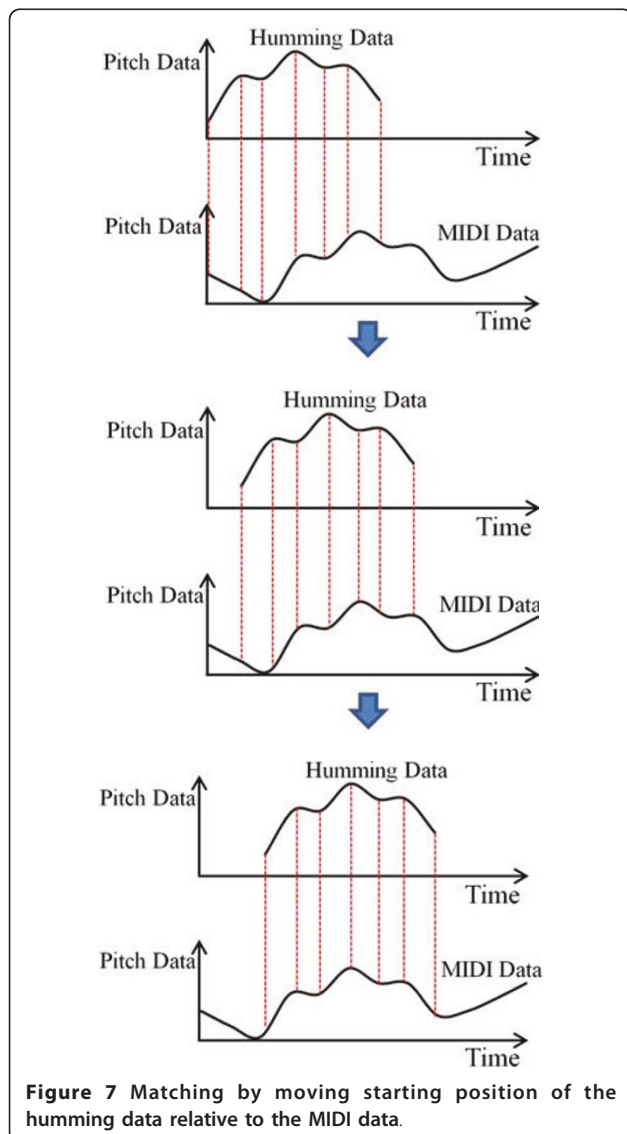 Humming Data
Pitch Data
Time
Pitch Data
MIDI Data
Time
Humming Data
Pitch Data
Time
Pitch Data
MIDI Data
Time
Humming Data
Pitch Data
Time
Pitch Data
MIDI Data
Time
Figure 7 Matching by moving starting position of the
humming data relative to the MIDI data.